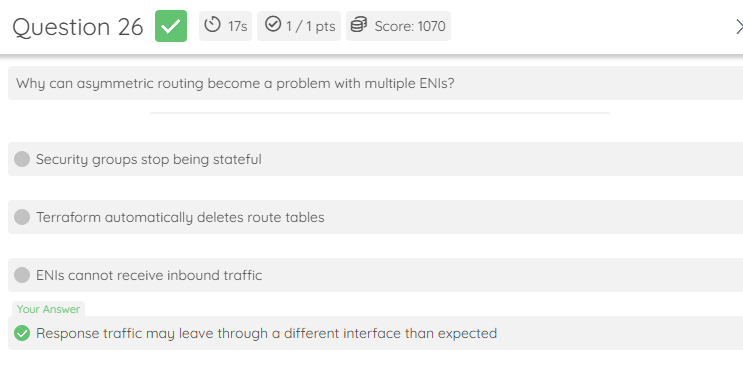 Question 26 17s 1 / 1 pts Score: 1070
Why can asymmetric routing become a problem with multiple ENIs?
Security groups stop being stateful
Terraform automatically deletes route tables
ENIs cannot receive inbound traffic
Your Answer
Response traffic may leave through a different interface than expected